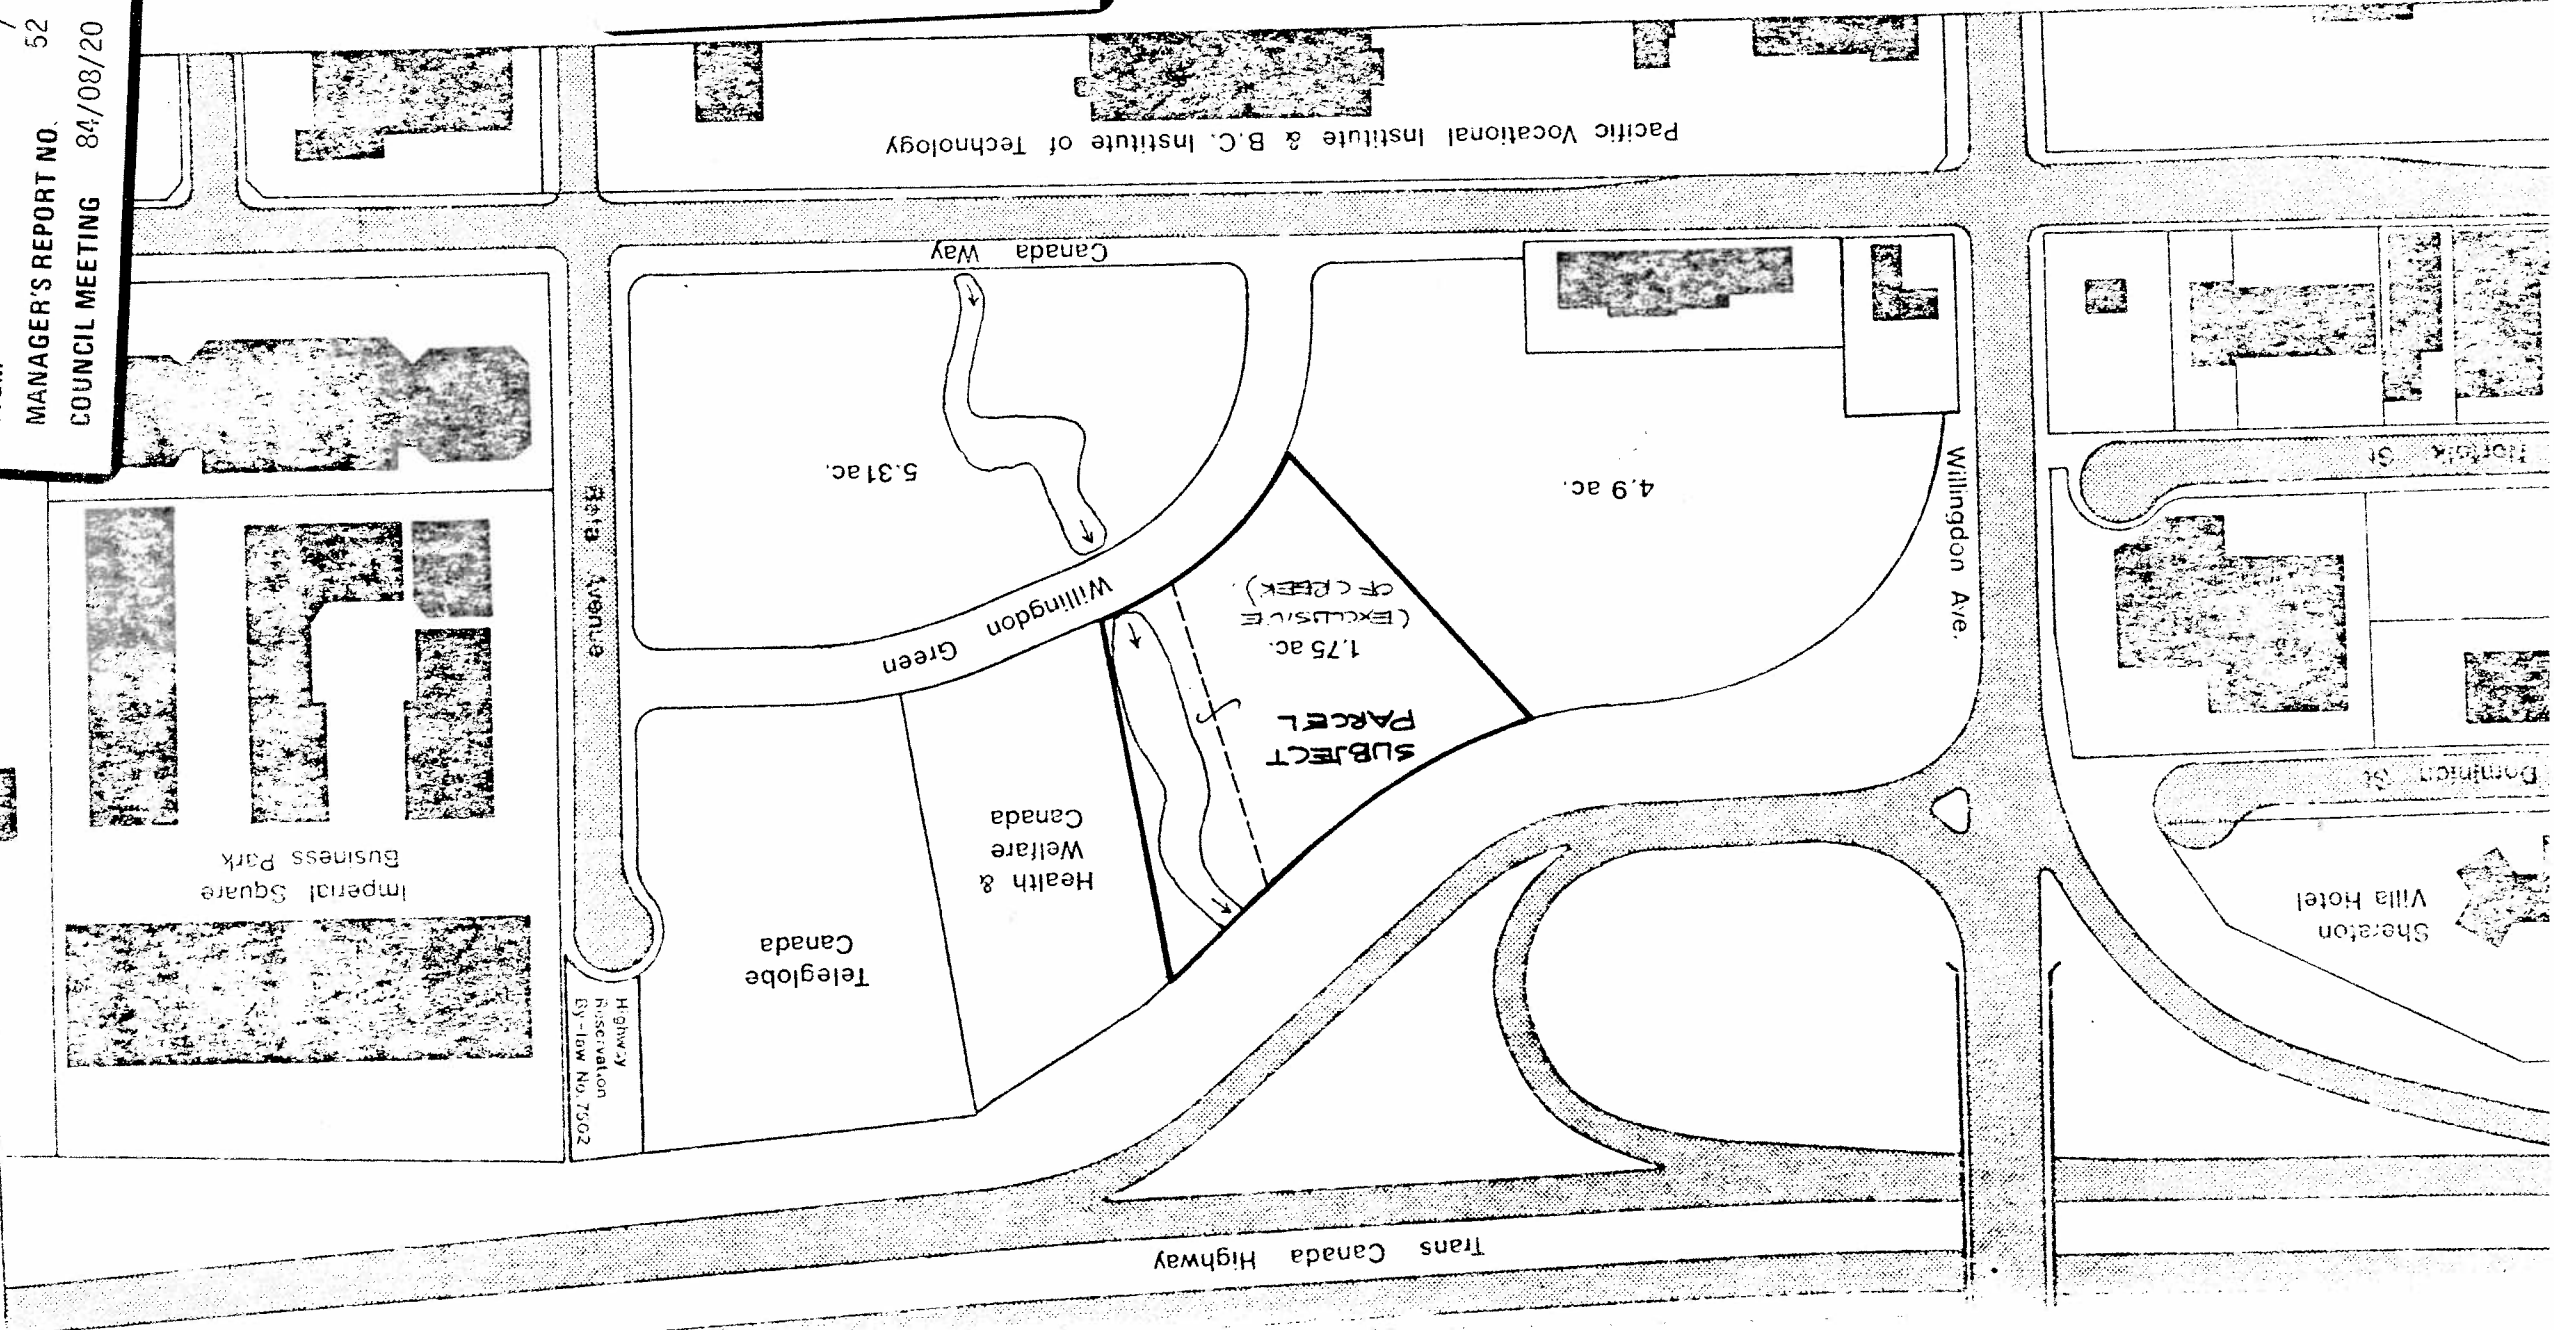 MANAGER'S REPORT NO. 52
COUNCIL MEETING 84/08/20
Trans Canada Highway
Sheraton
Villa Hotel
Dominion St
Norfolk St
Willingdon Ave.
Highway
Reservation
By-law No. 7502
Teleglobe
Canada
Health &
Welfare
Canada
Imperial Square
Business Park
SUBJECT
PARCEL
1.75 ac.
(EXCLUSIVE
OF CREEK)
Willingdon Green
Beta Avenue
4.9 ac.
5.31 ac.
Canada Way
Pacific Vocational Institute & B.C. Institute of Technology